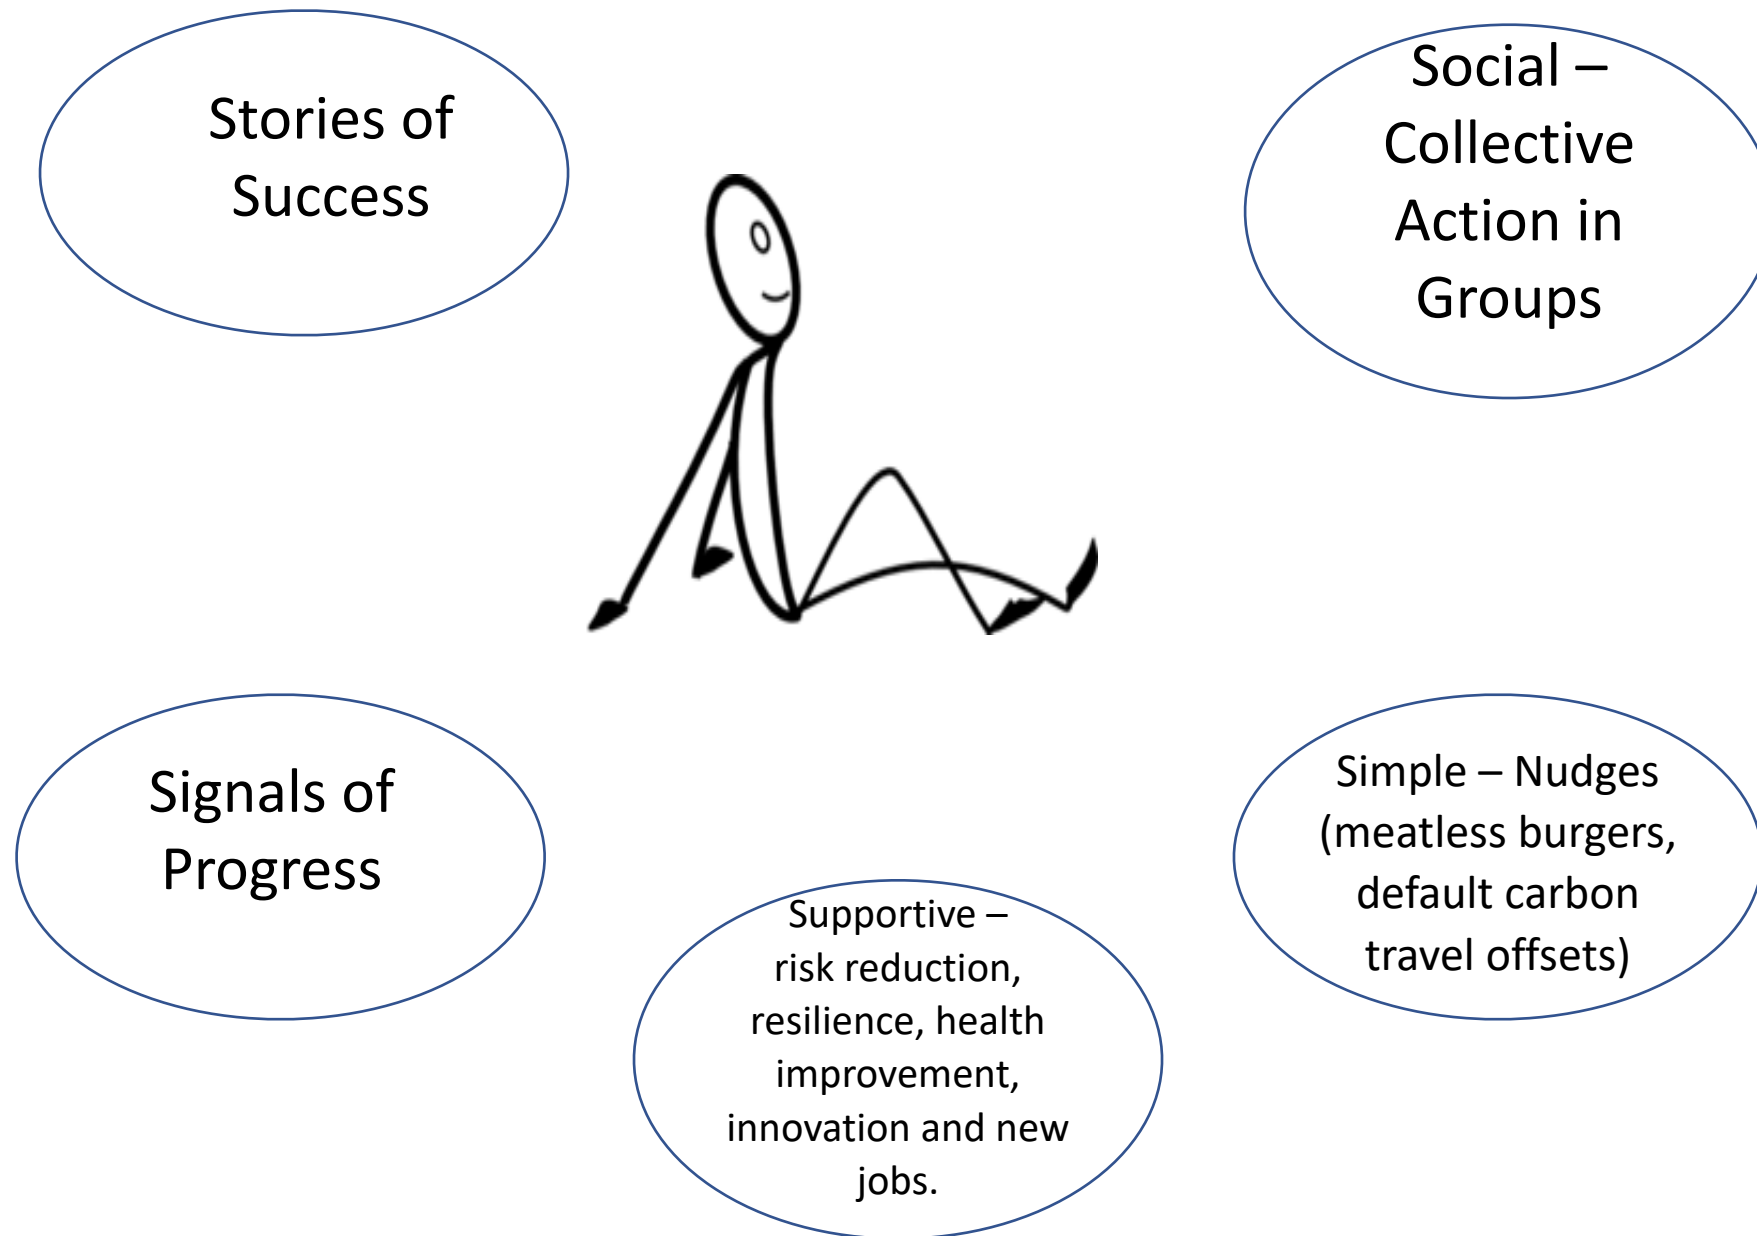 Stories of
Success
Social –
Collective
Action in
Groups
Signals of
Progress
Supportive –
risk reduction,
resilience, health
improvement,
innovation and new
jobs.
Simple – Nudges
(meatless burgers,
default carbon
travel offsets)